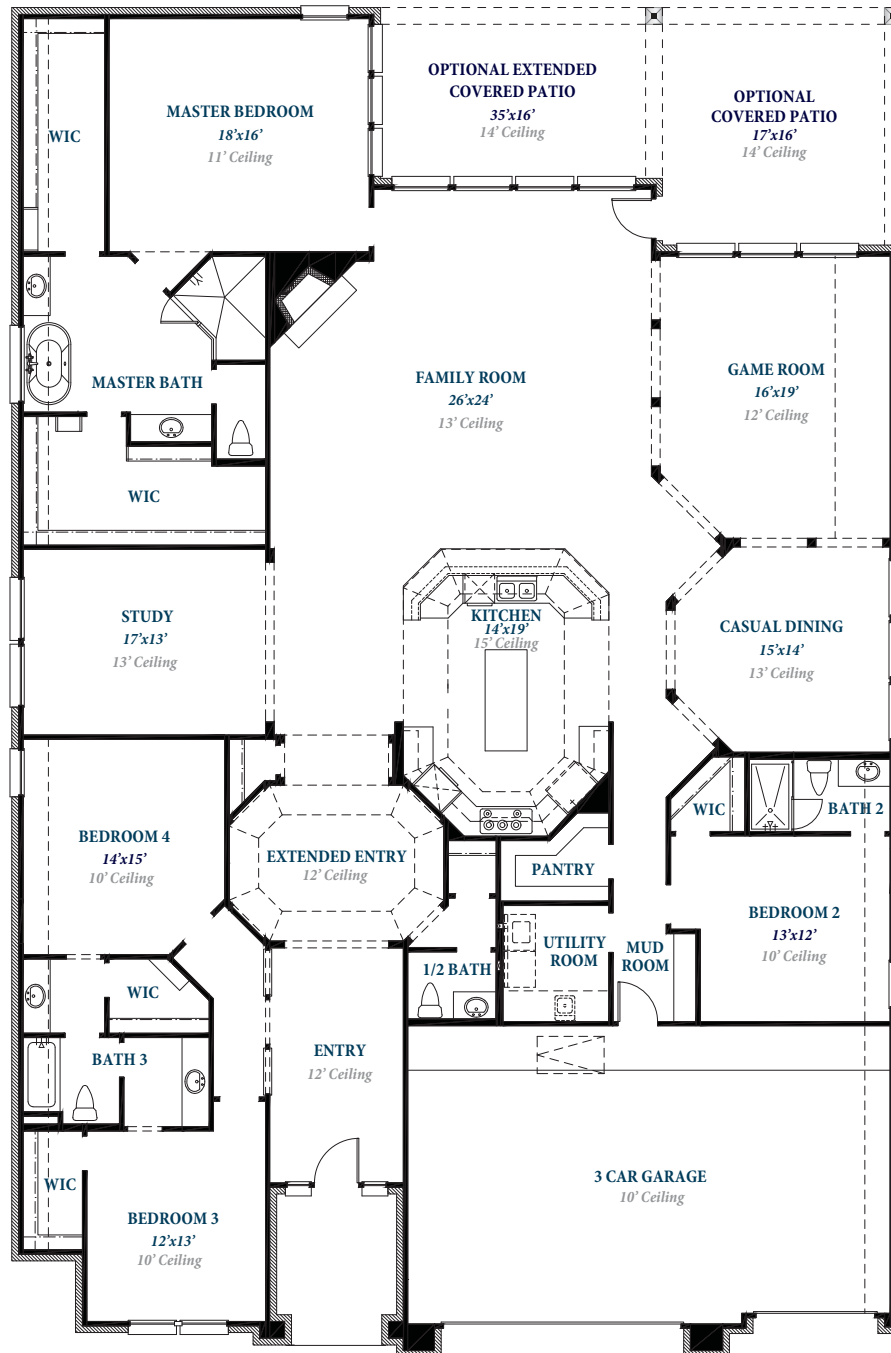 OPTIONAL EXTENDED
COVERED PATIO
35'x16'
14' Ceiling
OPTIONAL
COVERED PATIO
17'x16'
14' Ceiling
MASTER BEDROOM
18'x16'
11' Ceiling
WIC
MASTER BATH
FAMILY ROOM
26'x24'
13' Ceiling
GAME ROOM
16'x19'
12' Ceiling
WIC
STUDY
17'x13'
13' Ceiling
KITCHEN
14'x19'
15' Ceiling
CASUAL DINING
15'x14'
13' Ceiling
BEDROOM 4
14'x15'
10' Ceiling
EXTENDED ENTRY
12' Ceiling
WIC
BATH 2
PANTRY
BEDROOM 2
13'x12'
10' Ceiling
UTILITY
ROOM
MUD
ROOM
1/2 BATH
WIC
BATH 3
ENTRY
12' Ceiling
WIC
BEDROOM 3
12'x13'
10' Ceiling
3 CAR GARAGE
10' Ceiling